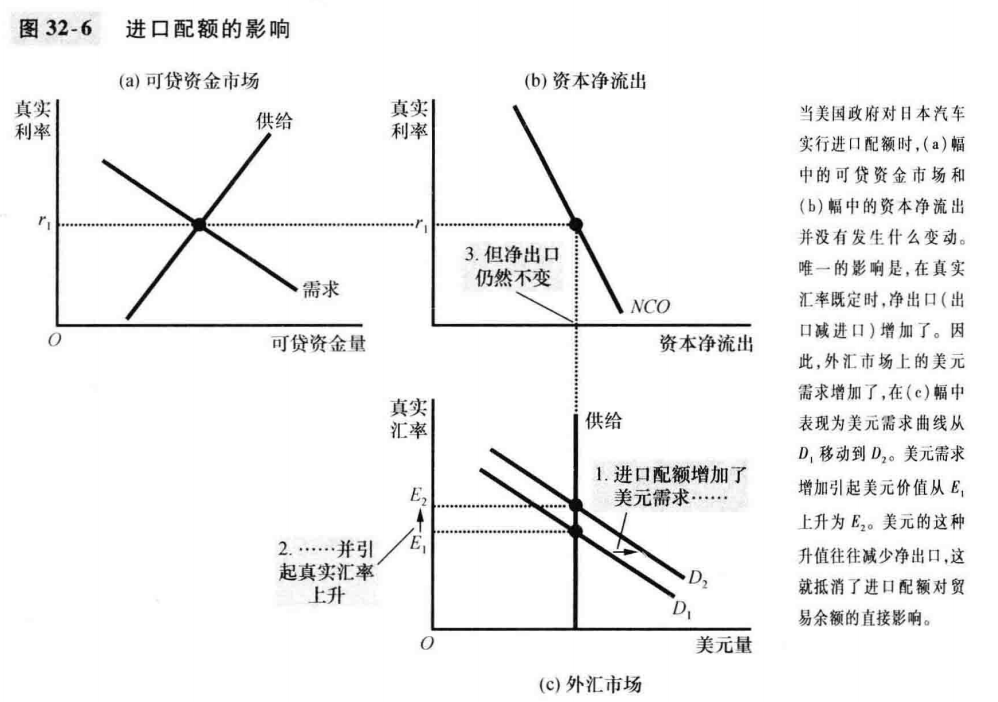 图 32-6 进口配额的影响
(a) 可贷资金市场
真实
利率
供给
r1
需求
O
可贷资金量
(b) 资本净流出
真实
利率
r1
3. 但净出口
仍然不变
NCO
资本净流出
真实
汇率
供给
1. 进口配额增加了
美元需求……
E2
E1
2. ……并引
起真实汇率
上升
D2
D1
O
美元量
(c) 外汇市场
当美国政府对日本汽车
实行进口配额时,(a)幅
中的可贷资金市场和
(b)幅中的资本净流出
并没有发生什么变动。
唯一的影响是,在真实
汇率既定时,净出口(出
口减进口)增加了。因
此,外汇市场上的美元
需求增加了,在(c)幅中
表现为美元需求曲线从
D1 移动到 D2。美元需求
增加引起美元价值从 E1
上升为 E2。美元的这种
升值往往减少净出口,这
就抵消了进口配额对贸
易余额的直接影响。